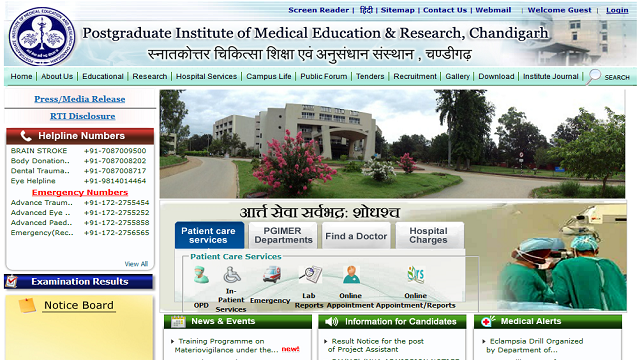 Screen Reader | हिंदी | Sitemap | Contact Us | Webmail | Welcome Guest | Login
Postgraduate Institute of Medical Education & Research, Chandigarh
स्नातकोत्तर चिकित्सा शिक्षा एवं अनुसंधान संस्थान , चण्डीगढ़
Home | About Us | Educational | Research | Hospital Services | Campus Life | Public Forum | Tenders | Recruitment | Gallery | Download | Institute Journal | SEARCH
Press/Media Release
RTI Disclosure
Helpline Numbers
BRAIN STROKE +91-7087009500
Body Donation.. +91-7087008202
Dental Trauma.. +91-7087008717
Eye Helpline +91-9814014464
Emergency Numbers
Advance Traum.. +91-172-2755454
Advanced Eye .. +91-172-2755252
Advanced Paed.. +91-172-2755858
Emergency(Rec.. +91-172-2756565
View All
Examination Results
Notice Board
आर्त्त सेवा सर्वभद्र: शोधश्च
Patient care services
PGIMER Departments
Find a Doctor
Hospital Charges
Patient Care Services
OPD
In-Patient Services
Emergency
Lab Reports
Online Appointment
ORS
Online Appointment/Reports
News & Events
Training Programme on
Materiovigilance under the... new!
Information for Candidates
Result Notice for the post
of Project Assistant
Medical Alerts
Eclampsia Drill Organized
by Department of...